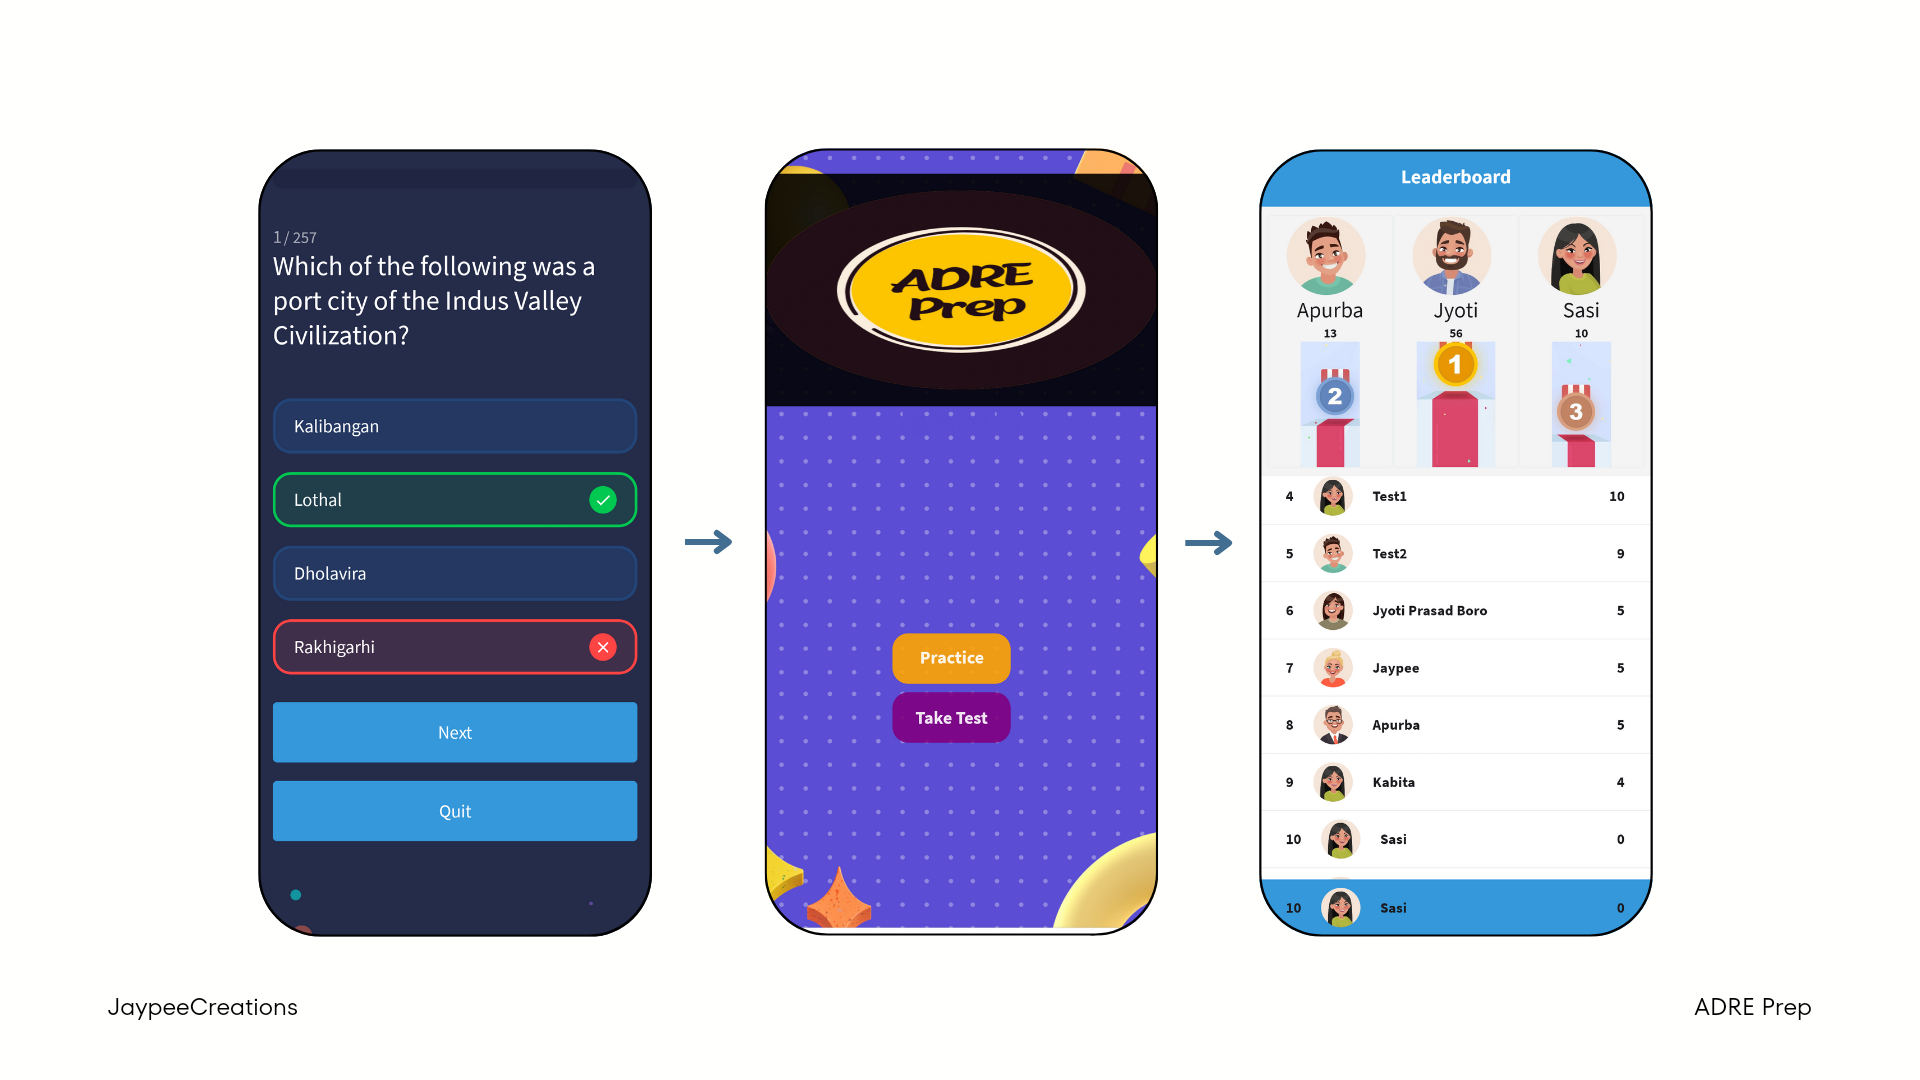 1 / 257
Which of the following was a
port city of the Indus Valley
Civilization?
Kalibangan
Lothal
Dholavira
Rakhigarhi
Next
Quit
ADRE
Prep
Practice
Take Test
Leaderboard
Apurba
13
2
Jyoti
56
1
Sasi
10
3
4 Test1 10
5 Test2 9
6 Jyoti Prasad Boro 5
7 Jaypee 5
8 Apurba 5
9 Kabita 4
10 Sasi 0
10 Sasi 0
JaypeeCreations
ADRE Prep